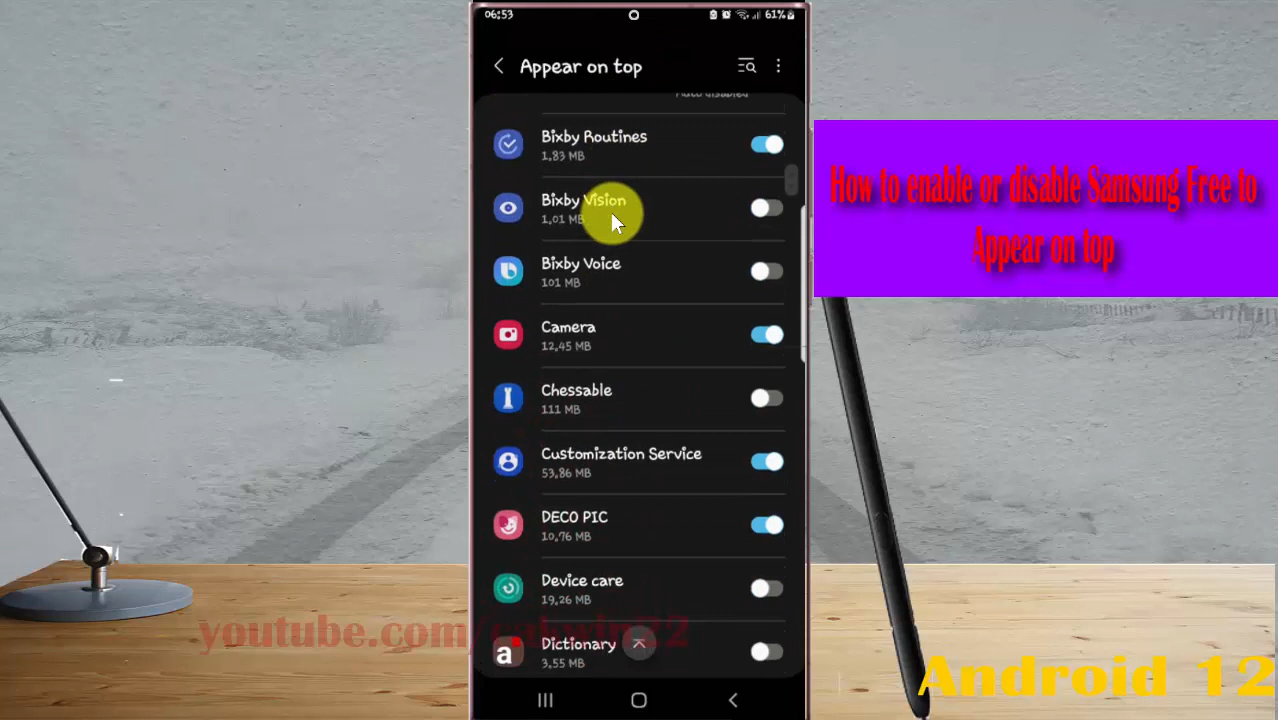 06:53
61%
Appear on top
Auto disabled
Bixby Routines
1,83 MB
Bixby Vision
1,01 MB
Bixby Voice
101 MB
Camera
12,45 MB
Chessable
111 MB
Customization Service
53,86 MB
DECO PIC
10,76 MB
Device care
19,26 MB
a
Dictionary
3,55 MB
How to enable or disable Samsung Free to
Appear on top
Android 12